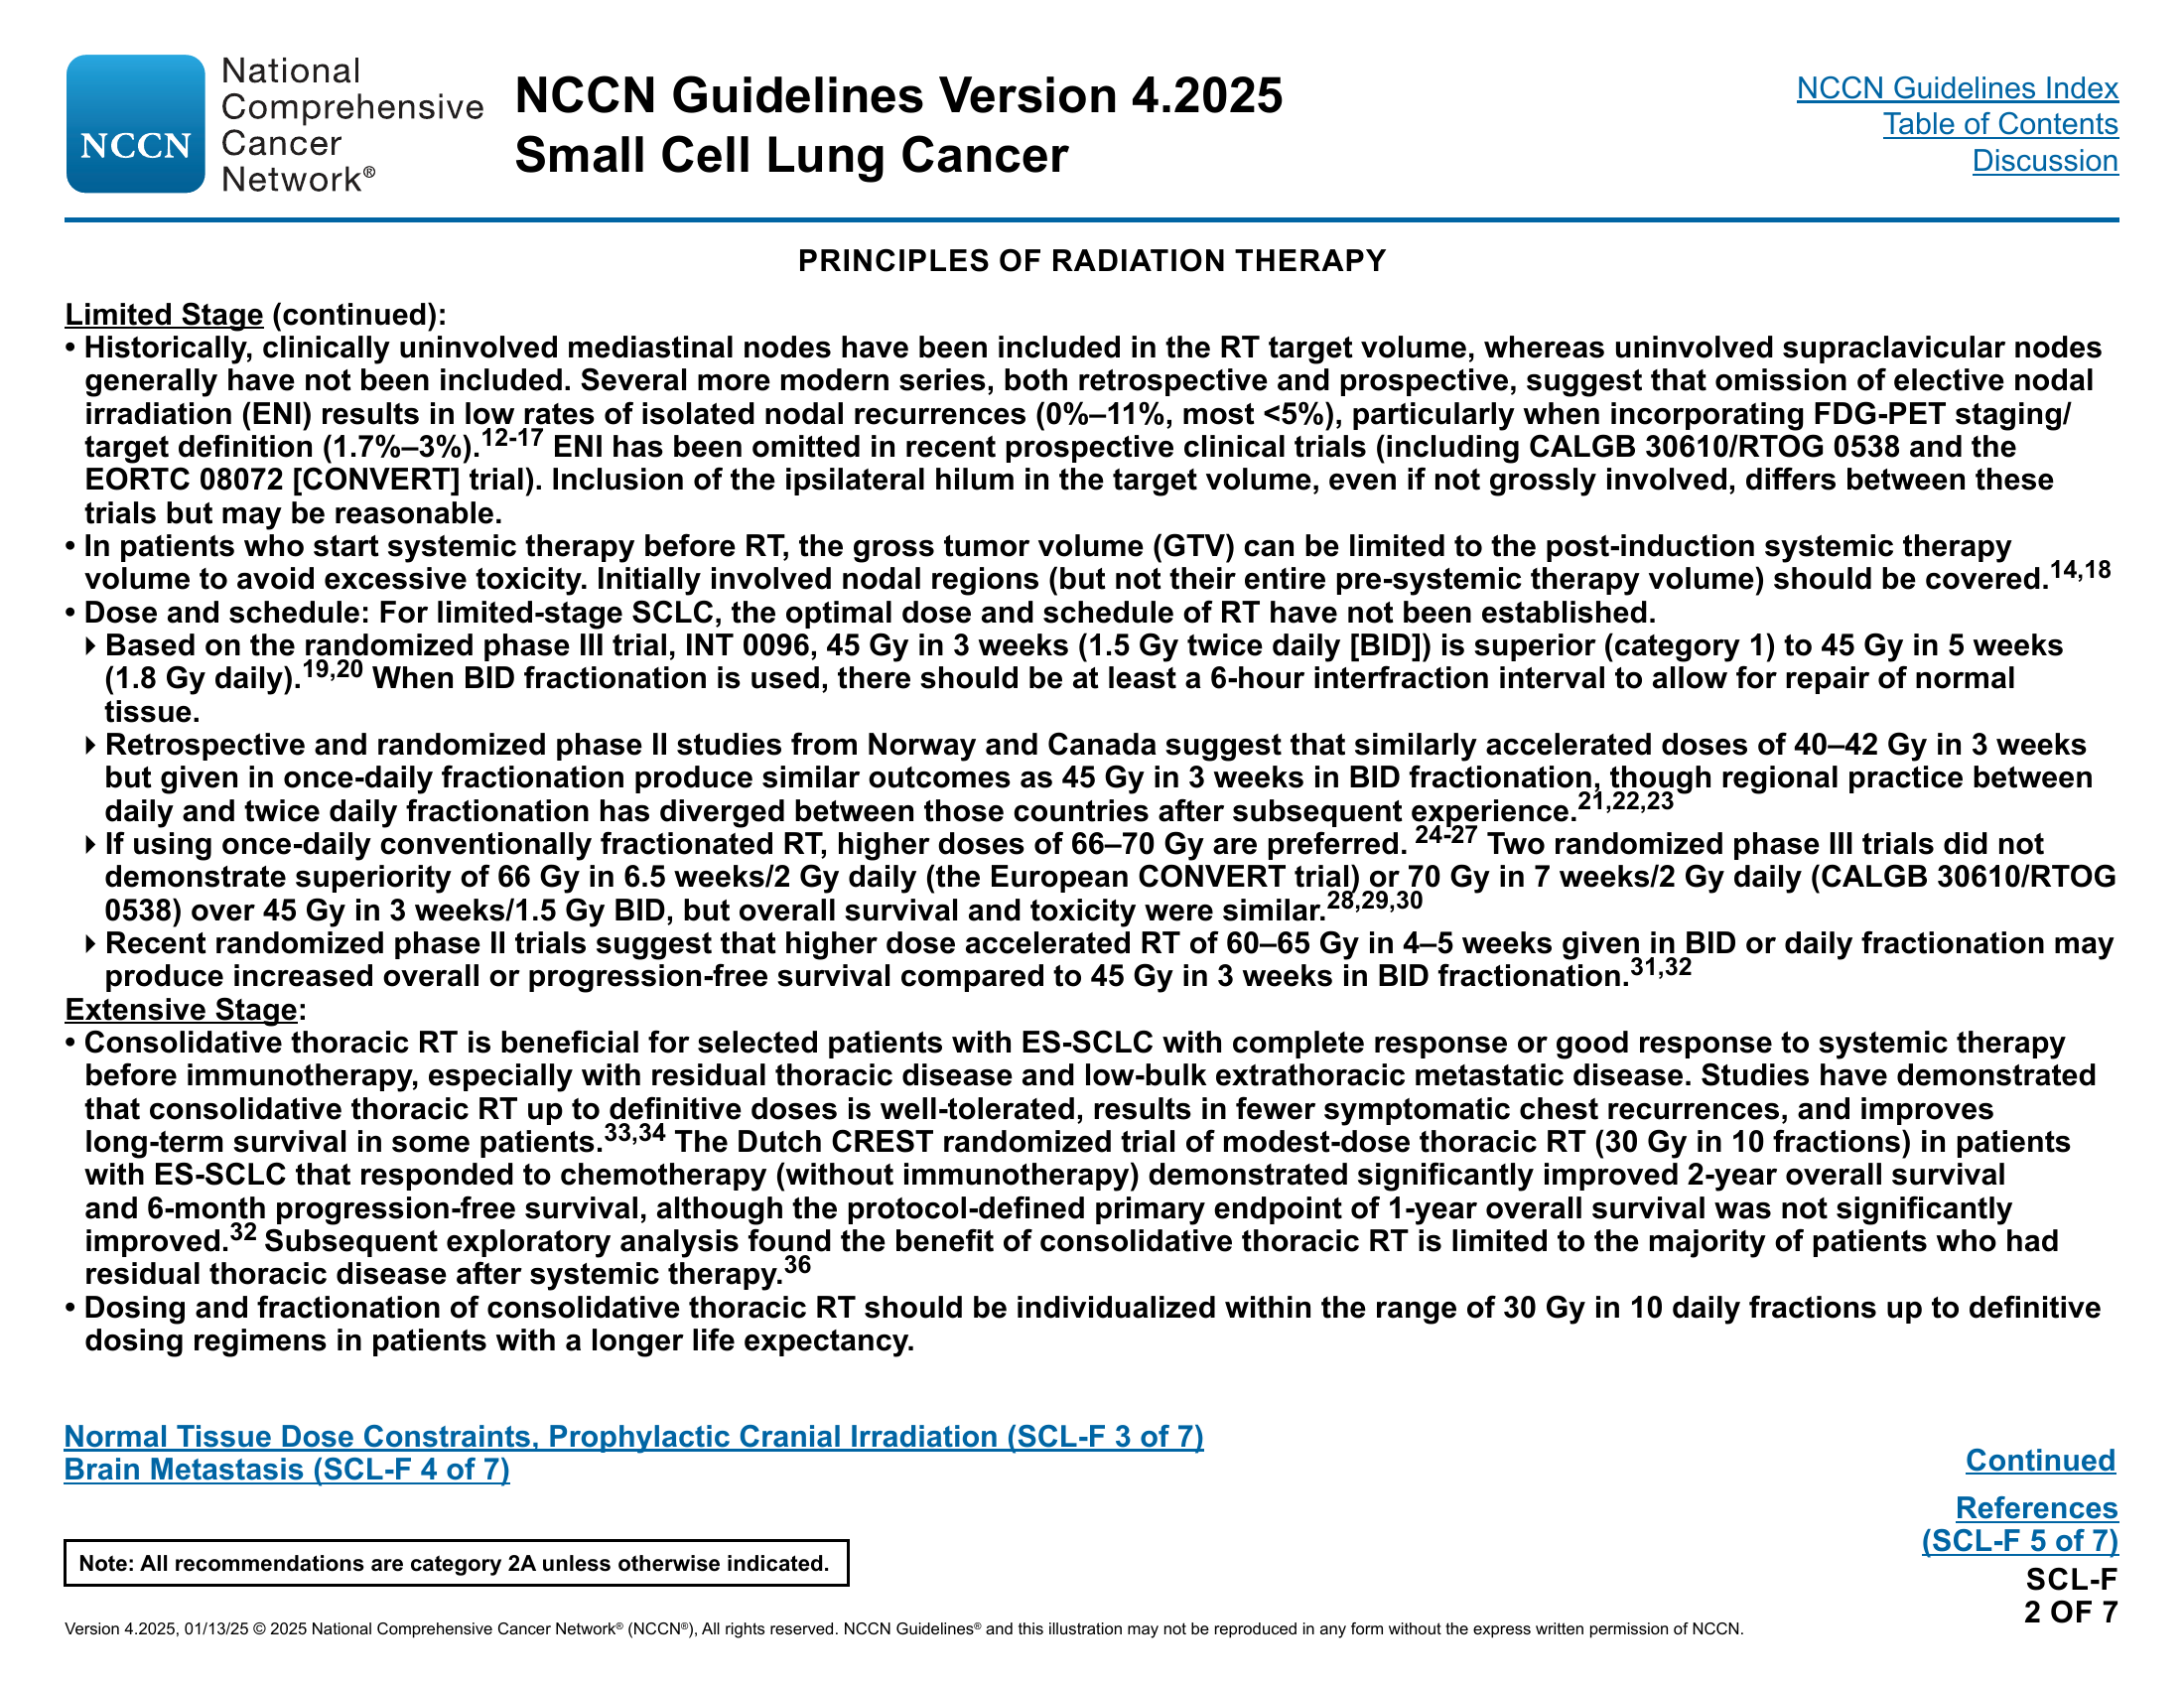 NCCN
National
Comprehensive
Cancer
Network®
NCCN Guidelines Version 4.2025
Small Cell Lung Cancer
NCCN Guidelines Index
Table of Contents
Discussion
PRINCIPLES OF RADIATION THERAPY
Limited Stage (continued):
• Historically, clinically uninvolved mediastinal nodes have been included in the RT target volume, whereas uninvolved supraclavicular nodes
generally have not been included. Several more modern series, both retrospective and prospective, suggest that omission of elective nodal
irradiation (ENI) results in low rates of isolated nodal recurrences (0%–11%, most <5%), particularly when incorporating FDG-PET staging/
target definition (1.7%–3%).12-17 ENI has been omitted in recent prospective clinical trials (including CALGB 30610/RTOG 0538 and the
EORTC 08072 [CONVERT] trial). Inclusion of the ipsilateral hilum in the target volume, even if not grossly involved, differs between these
trials but may be reasonable.
• In patients who start systemic therapy before RT, the gross tumor volume (GTV) can be limited to the post-induction systemic therapy
volume to avoid excessive toxicity. Initially involved nodal regions (but not their entire pre-systemic therapy volume) should be covered.14,18
• Dose and schedule: For limited-stage SCLC, the optimal dose and schedule of RT have not been established.
‣ Based on the randomized phase III trial, INT 0096, 45 Gy in 3 weeks (1.5 Gy twice daily [BID]) is superior (category 1) to 45 Gy in 5 weeks
(1.8 Gy daily).19,20 When BID fractionation is used, there should be at least a 6-hour interfraction interval to allow for repair of normal
tissue.
‣ Retrospective and randomized phase II studies from Norway and Canada suggest that similarly accelerated doses of 40–42 Gy in 3 weeks
but given in once-daily fractionation produce similar outcomes as 45 Gy in 3 weeks in BID fractionation, though regional practice between
daily and twice daily fractionation has diverged between those countries after subsequent experience.21,22,23
‣ If using once-daily conventionally fractionated RT, higher doses of 66–70 Gy are preferred. 24-27 Two randomized phase III trials did not
demonstrate superiority of 66 Gy in 6.5 weeks/2 Gy daily (the European CONVERT trial) or 70 Gy in 7 weeks/2 Gy daily (CALGB 30610/RTOG
0538) over 45 Gy in 3 weeks/1.5 Gy BID, but overall survival and toxicity were similar.28,29,30
‣ Recent randomized phase II trials suggest that higher dose accelerated RT of 60–65 Gy in 4–5 weeks given in BID or daily fractionation may
produce increased overall or progression-free survival compared to 45 Gy in 3 weeks in BID fractionation.31,32
Extensive Stage:
• Consolidative thoracic RT is beneficial for selected patients with ES-SCLC with complete response or good response to systemic therapy
before immunotherapy, especially with residual thoracic disease and low-bulk extrathoracic metastatic disease. Studies have demonstrated
that consolidative thoracic RT up to definitive doses is well-tolerated, results in fewer symptomatic chest recurrences, and improves
long-term survival in some patients.33,34 The Dutch CREST randomized trial of modest-dose thoracic RT (30 Gy in 10 fractions) in patients
with ES-SCLC that responded to chemotherapy (without immunotherapy) demonstrated significantly improved 2-year overall survival
and 6-month progression-free survival, although the protocol-defined primary endpoint of 1-year overall survival was not significantly
improved.32 Subsequent exploratory analysis found the benefit of consolidative thoracic RT is limited to the majority of patients who had
residual thoracic disease after systemic therapy.36
• Dosing and fractionation of consolidative thoracic RT should be individualized within the range of 30 Gy in 10 daily fractions up to definitive
dosing regimens in patients with a longer life expectancy.
Normal Tissue Dose Constraints, Prophylactic Cranial Irradiation (SCL-F 3 of 7)
Brain Metastasis (SCL-F 4 of 7)
Continued
References
(SCL-F 5 of 7)
Note: All recommendations are category 2A unless otherwise indicated.
SCL-F
2 OF 7
Version 4.2025, 01/13/25 © 2025 National Comprehensive Cancer Network® (NCCN®), All rights reserved. NCCN Guidelines® and this illustration may not be reproduced in any form without the express written permission of NCCN.